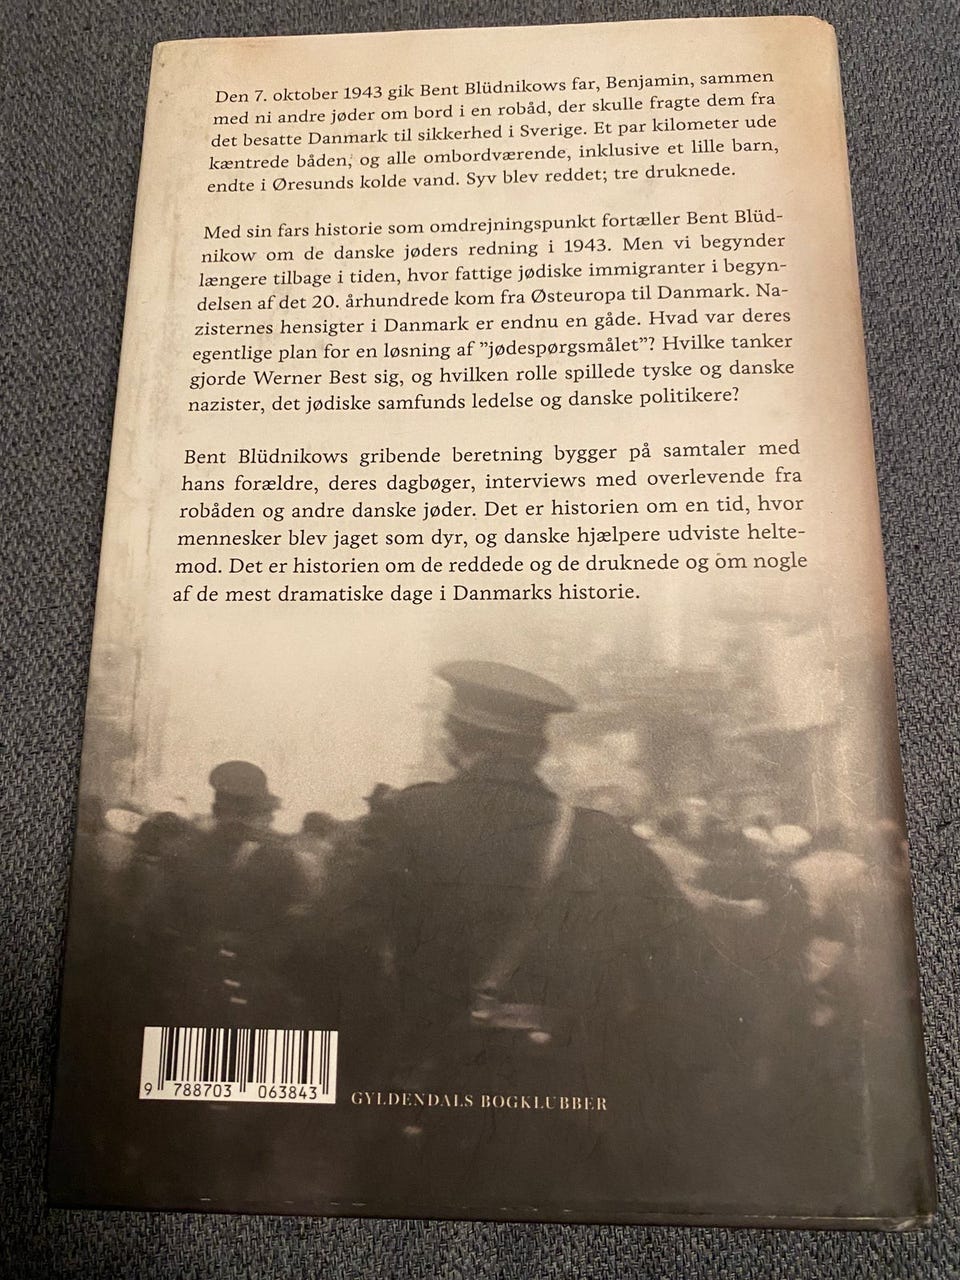 Den 7. oktober 1943 gik Bent Blüdnikows far, Benjamin, sammen
med ni andre jøder om bord i en robåd, der skulle fragte dem fra
det besatte Danmark til sikkerhed i Sverige. Et par kilometer ude
kæntrede båden, og alle ombordværende, inklusive et lille barn,
endte i Øresunds kolde vand. Syv blev reddet; tre druknede.
Med sin fars historie som omdrejningspunkt fortæller Bent Blüd-
nikow om de danske jøders redning i 1943. Men vi begynder
længere tilbage i tiden, hvor fattige jødiske immigranter i begyn-
delsen af det 20. århundrede kom fra Østeuropa til Danmark. Na-
zisternes hensigter i Danmark er endnu en gåde. Hvad var deres
egentlige plan for en løsning af ”jødespørgsmålet”? Hvilke tanker
gjorde Werner Best sig, og hvilken rolle spillede tyske og danske
nazister, det jødiske samfunds ledelse og danske politikere?
Bent Blüdnikows gribende beretning bygger på samtaler med
hans forældre, deres dagbøger, interviews med overlevende fra
robåden og andre danske jøder. Det er historien om en tid, hvor
mennesker blev jaget som dyr, og danske hjælpere udviste helte-
mod. Det er historien om de reddede og de druknede og om nogle
af de mest dramatiske dage i Danmarks historie.
9 788703 063843
GYLDENDALS BOGKLUBBER